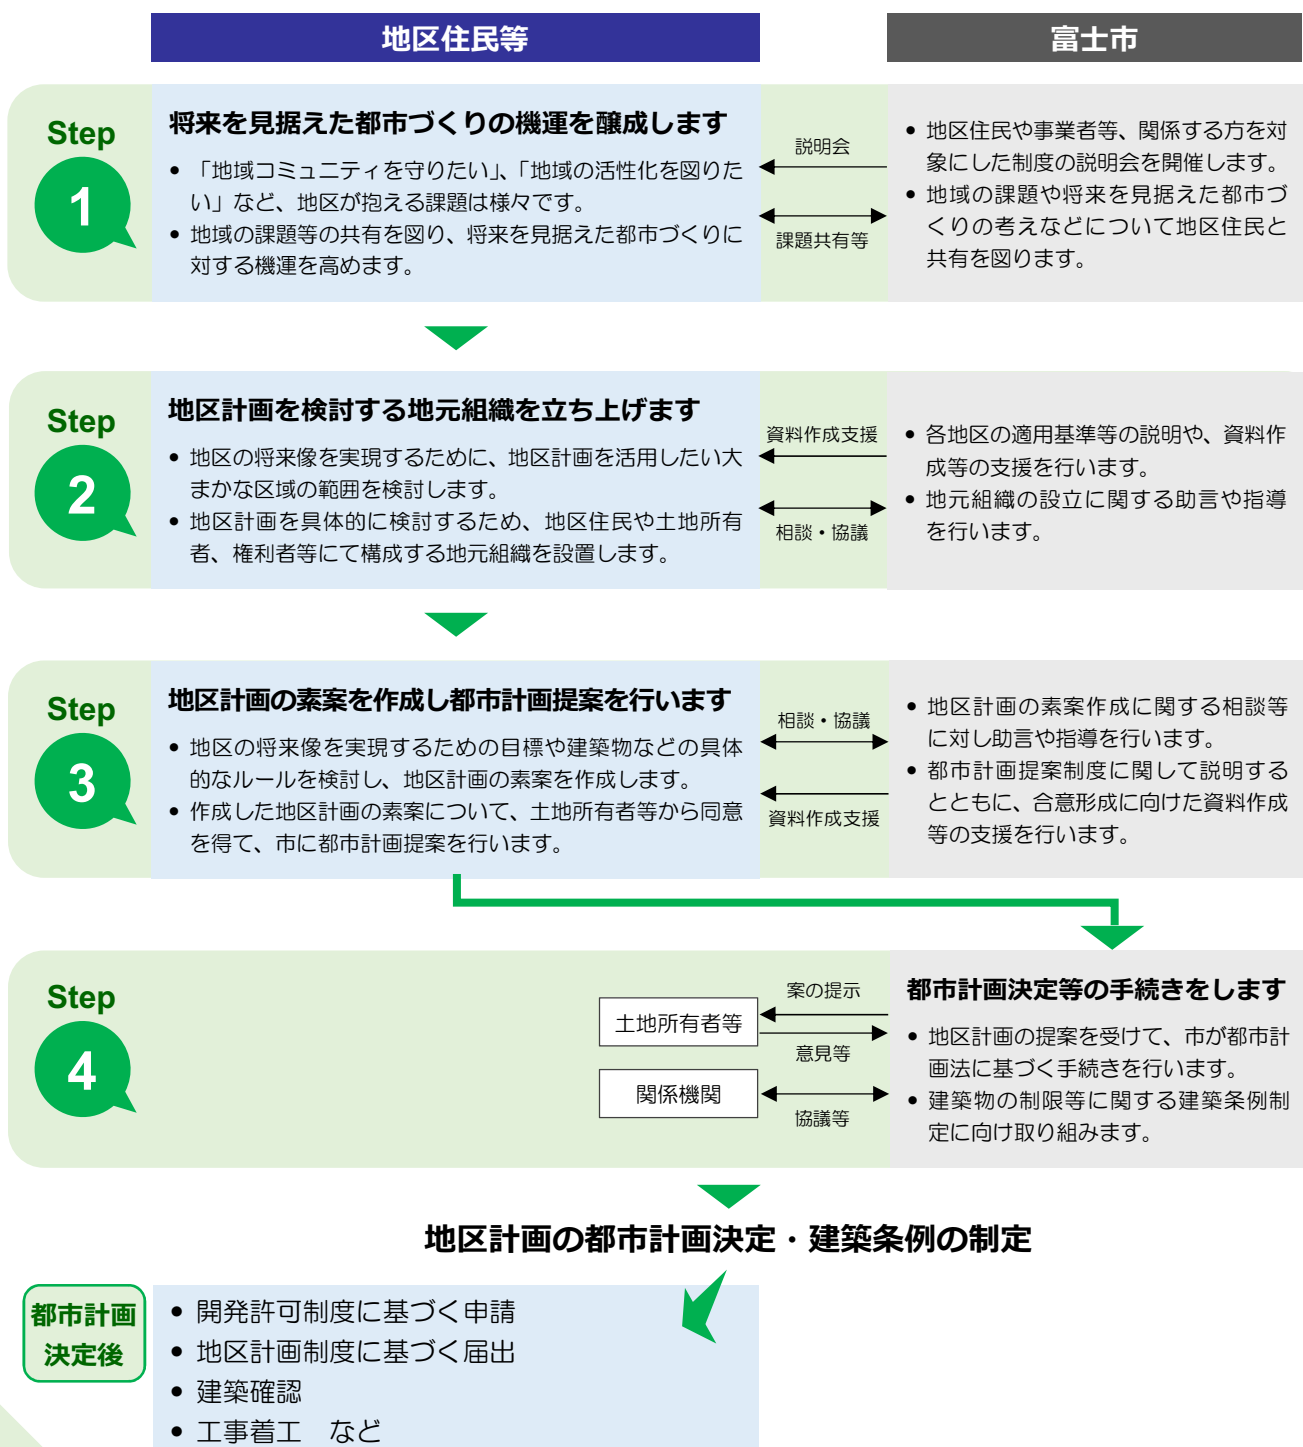 地区住民等
富士市
Step
1
将来を見据えた都市づくりの機運を醸成します
• 「地域コミュニティを守りたい」、「地域の活性化を図りた
い」など、地区が抱える課題は様々です。
• 地域の課題等の共有を図り、将来を見据えた都市づくりに
対する機運を高めます。
説明会
課題共有等
• 地区住民や事業者等、関係する方を対
象にした制度の説明会を開催します。
• 地域の課題や将来を見据えた都市づ
くりの考えなどについて地区住民と
共有を図ります。
Step
2
地区計画を検討する地元組織を立ち上げます
• 地区の将来像を実現するために、地区計画を活用したい大
まかな区域の範囲を検討します。
• 地区計画を具体的に検討するため、地区住民や土地所有
者、権利者等にて構成する地元組織を設置します。
資料作成支援
相談・協議
• 各地区の適用基準等の説明や、資料作
成等の支援を行います。
• 地元組織の設立に関する助言や指導
を行います。
Step
3
地区計画の素案を作成し都市計画提案を行います
• 地区の将来像を実現するための目標や建築物などの具体
的なルールを検討し、地区計画の素案を作成します。
• 作成した地区計画の素案について、土地所有者等から同意
を得て、市に都市計画提案を行います。
相談・協議
資料作成支援
• 地区計画の素案作成に関する相談等
に対し助言や指導を行います。
• 都市計画提案制度に関して説明する
とともに、合意形成に向けた資料作成
等の支援を行います。
Step
4
土地所有者等
関係機関
案の提示
意見等
協議等
都市計画決定等の手続きをします
• 地区計画の提案を受けて、市が都市計
画法に基づく手続きを行います。
• 建築物の制限等に関する建築条例制
定に向け取り組みます。
地区計画の都市計画決定・建築条例の制定
都市計画
決定後
• 開発許可制度に基づく申請
• 地区計画制度に基づく届出
• 建築確認
• 工事着工　など